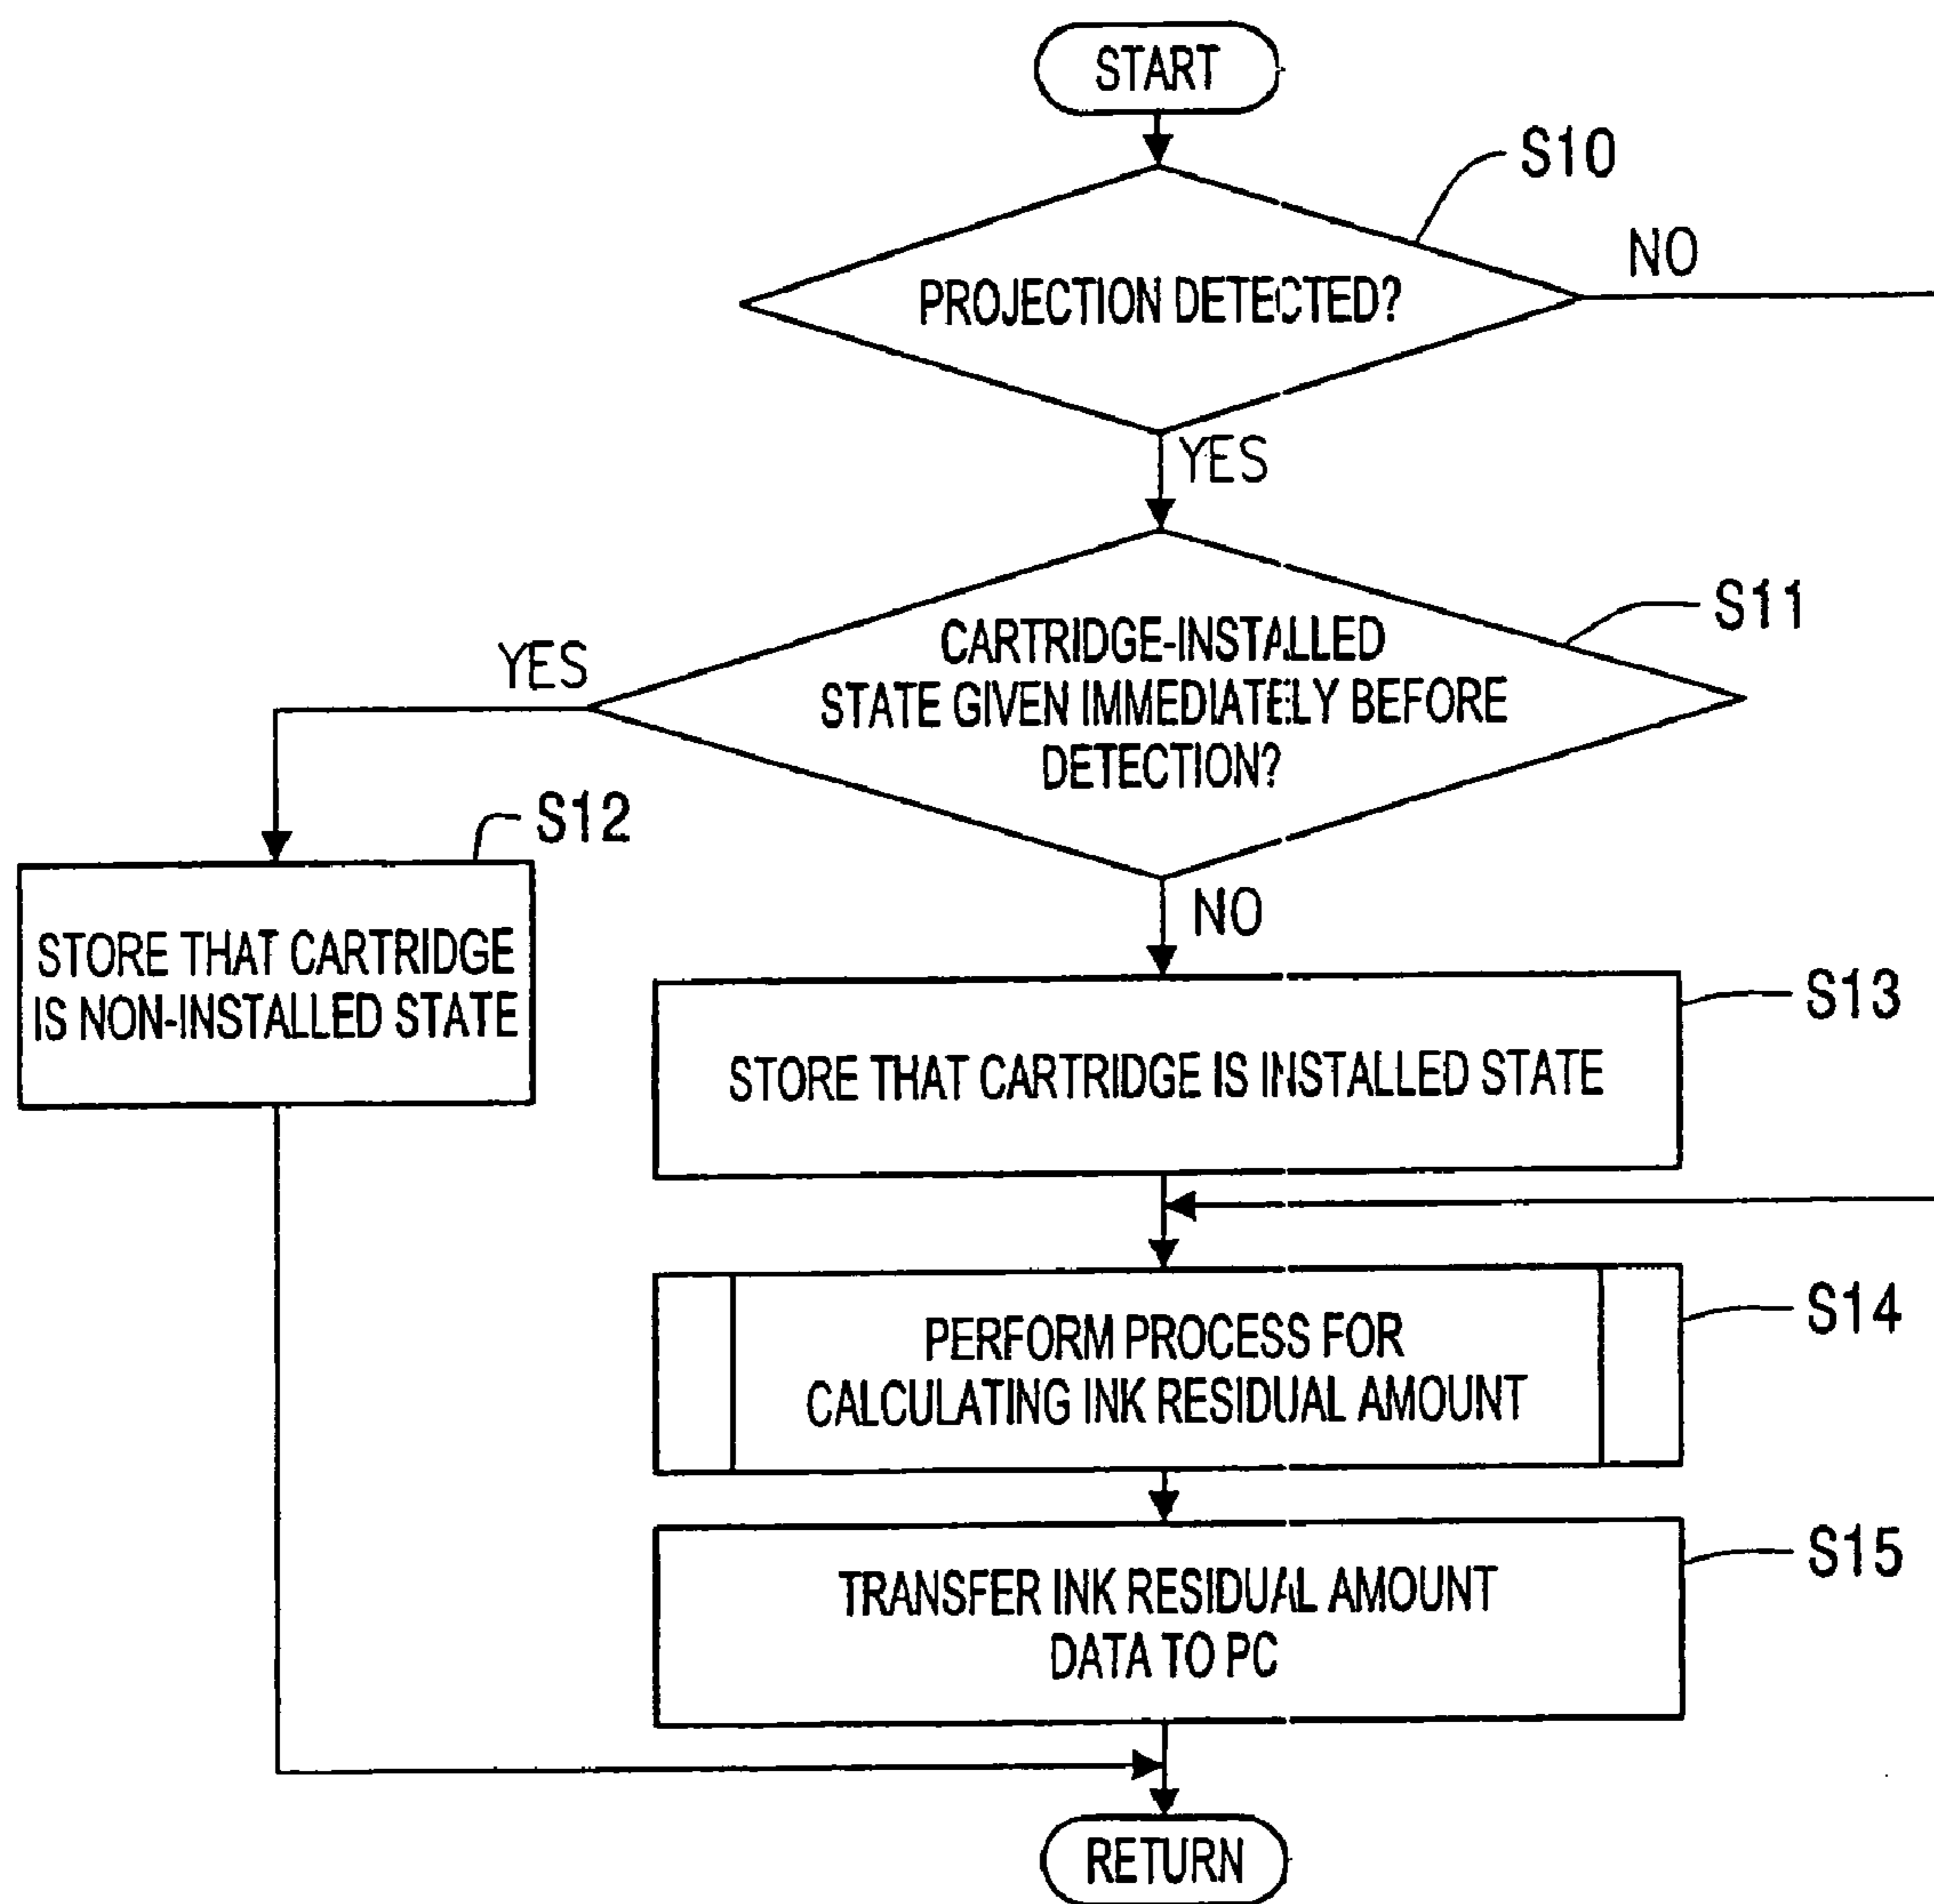 START
S10
NO
PROJECTION DETECTED?
YES
S11
CARTRIDGE-INSTALLED
STATE GIVEN IMMEDIATELY BEFORE
DETECTION?
YES
S12
NO
STORE THAT CARTRIDGE
IS NON-INSTALLED STATE
S13
STORE THAT CARTRIDGE IS INSTALLED STATE
S14
PERFORM PROCESS FOR
CALCULATING INK RESIDUAL AMOUNT
S15
TRANSFER INK RESIDUAL AMOUNT
DATA TO PC
RETURN